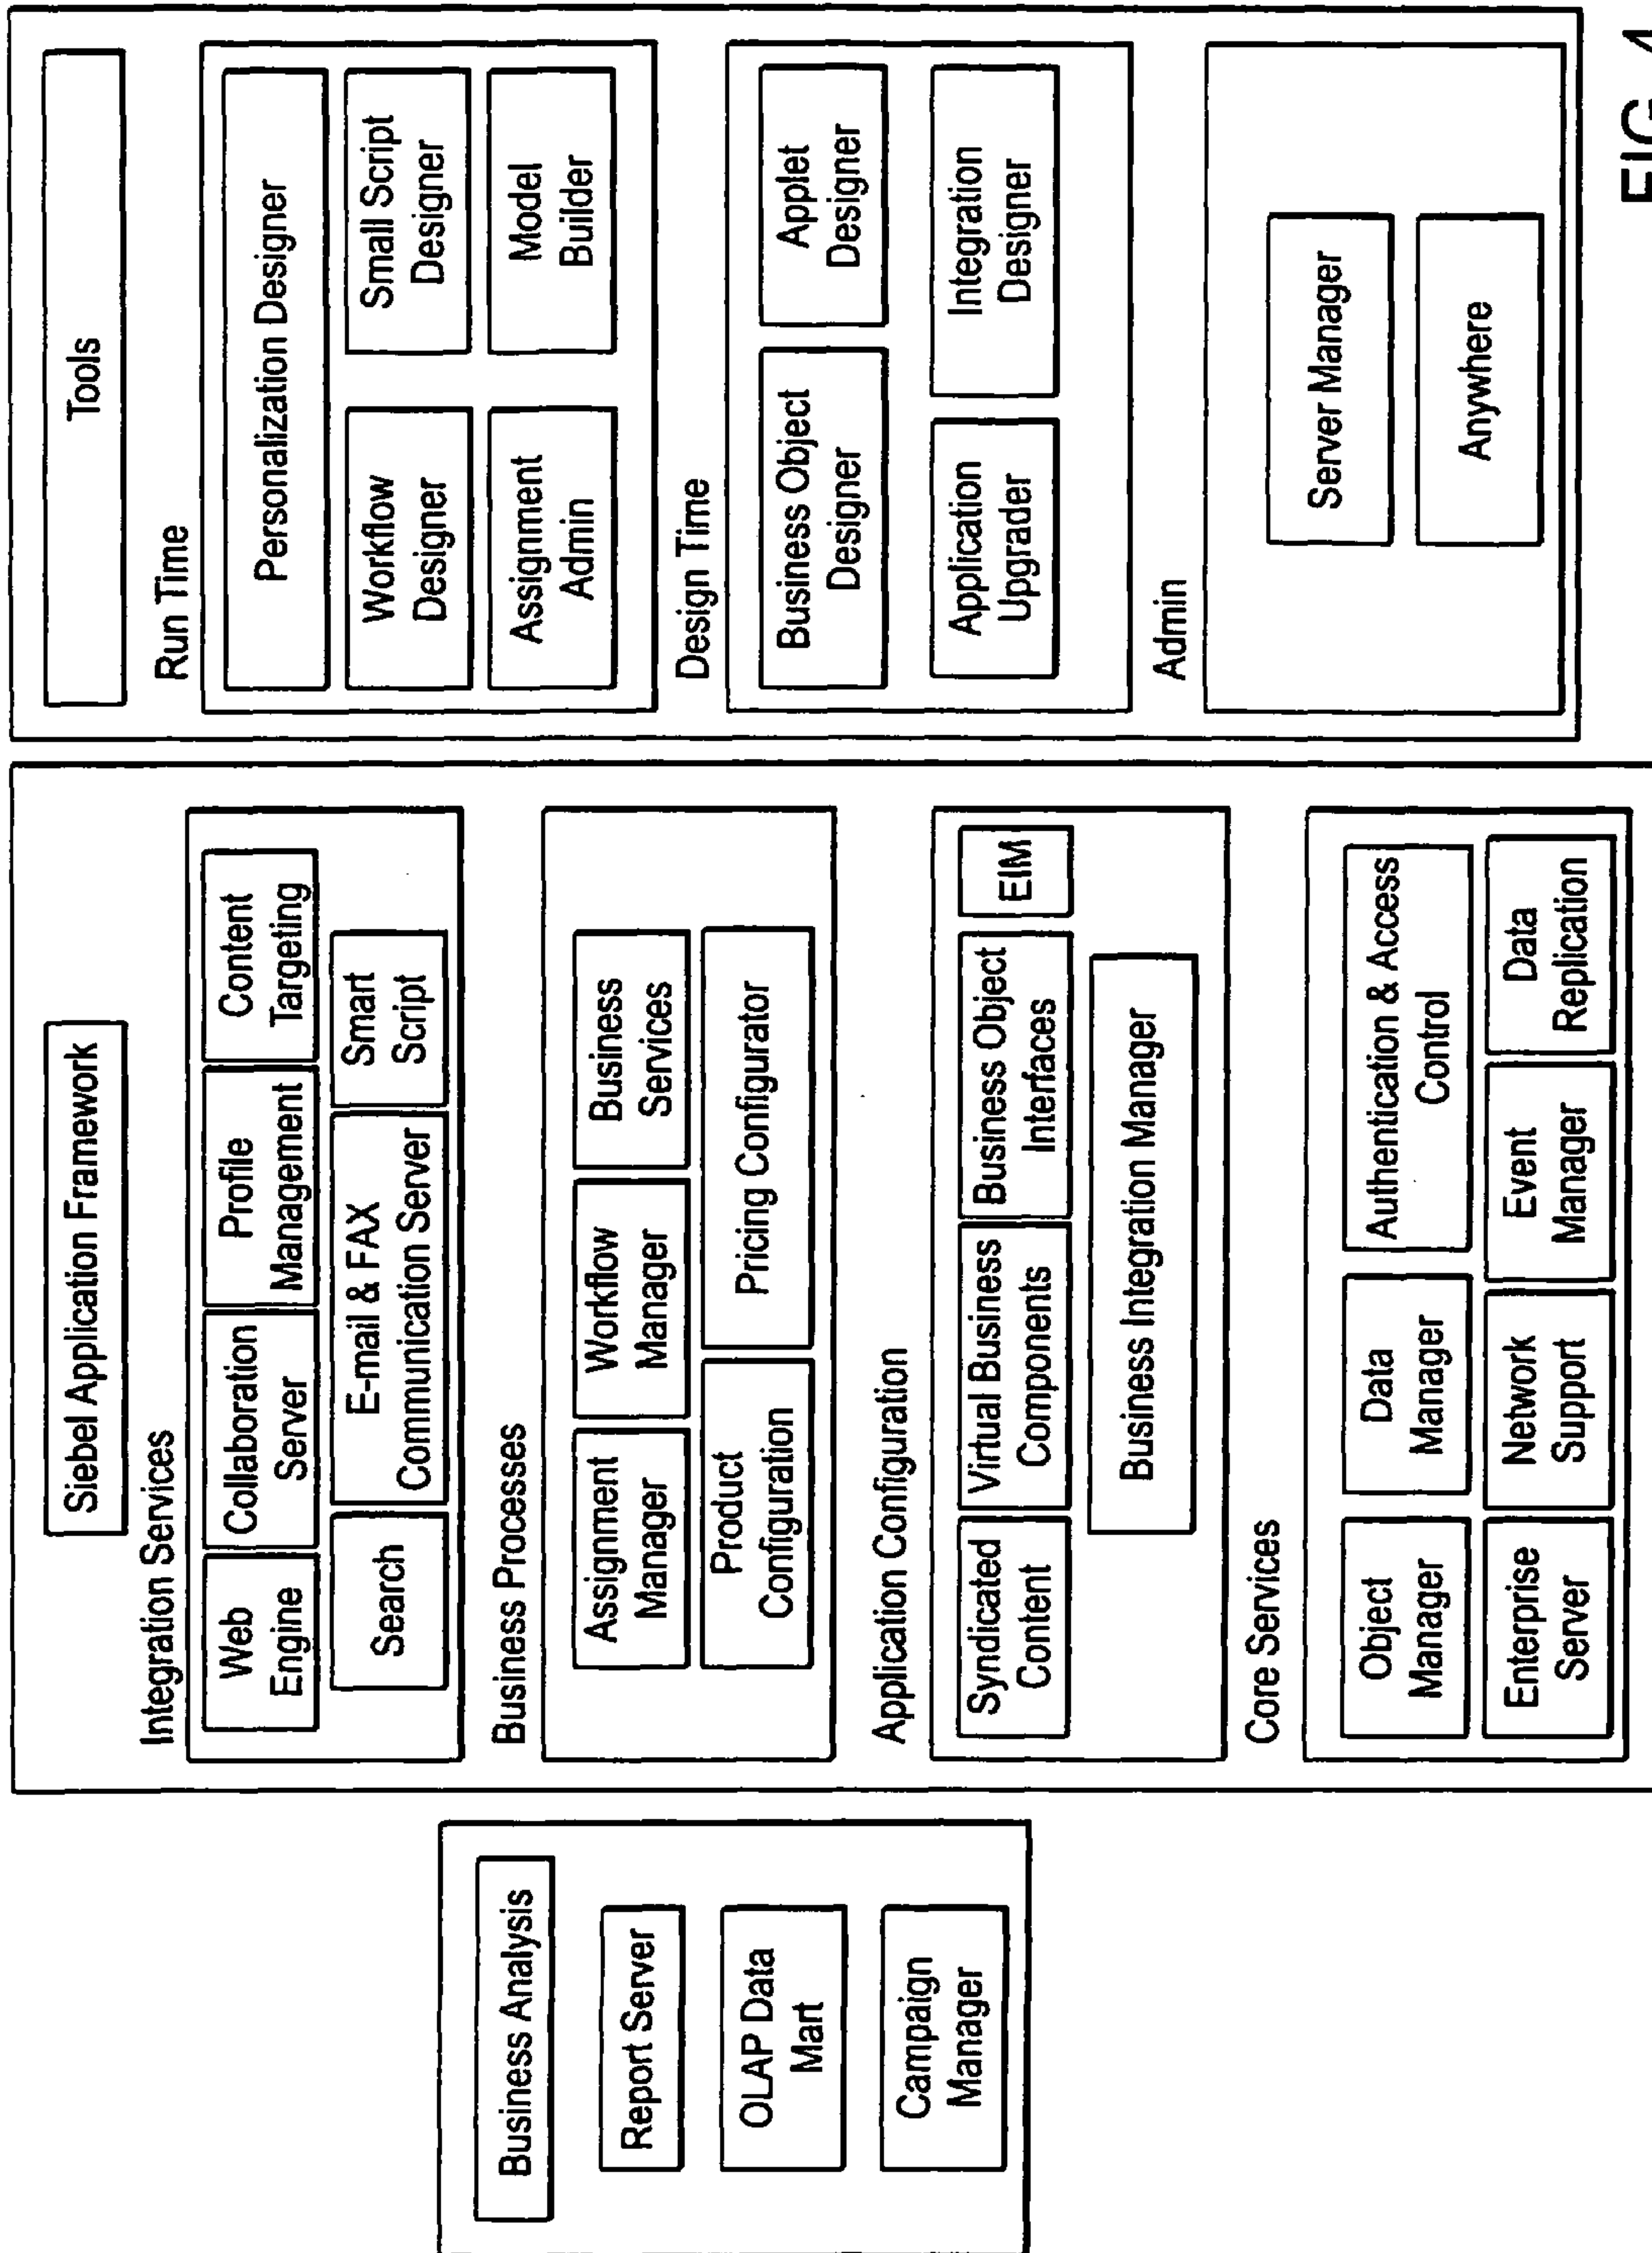 Business Analysis
Report Server
OLAP Data
Mart
Campaign
Manager
Siebel Application Framework
Integration Services
Web
Engine
Collaboration
Server
Profile
Management
Content
Targeting
Search
E-mail & FAX
Communication Server
Smart
Script
Business Processes
Assignment
Manager
Workflow
Manager
Business
Services
Product
Configuration
Pricing Configurator
Application Configuration
Syndicated
Content
Virtual Business
Components
Business Object
Interfaces
EIM
Business Integration Manager
Core Services
Object
Manager
Data
Manager
Authentication & Access
Control
Enterprise
Server
Network
Support
Event
Manager
Data
Replication
Tools
Run Time
Personalization Designer
Workflow
Designer
Small Script
Designer
Assignment
Admin
Model
Builder
Design Time
Business Object
Designer
Applet
Designer
Application
Upgrader
Integration
Designer
Admin
Server Manager
Anywhere
FIG. 4